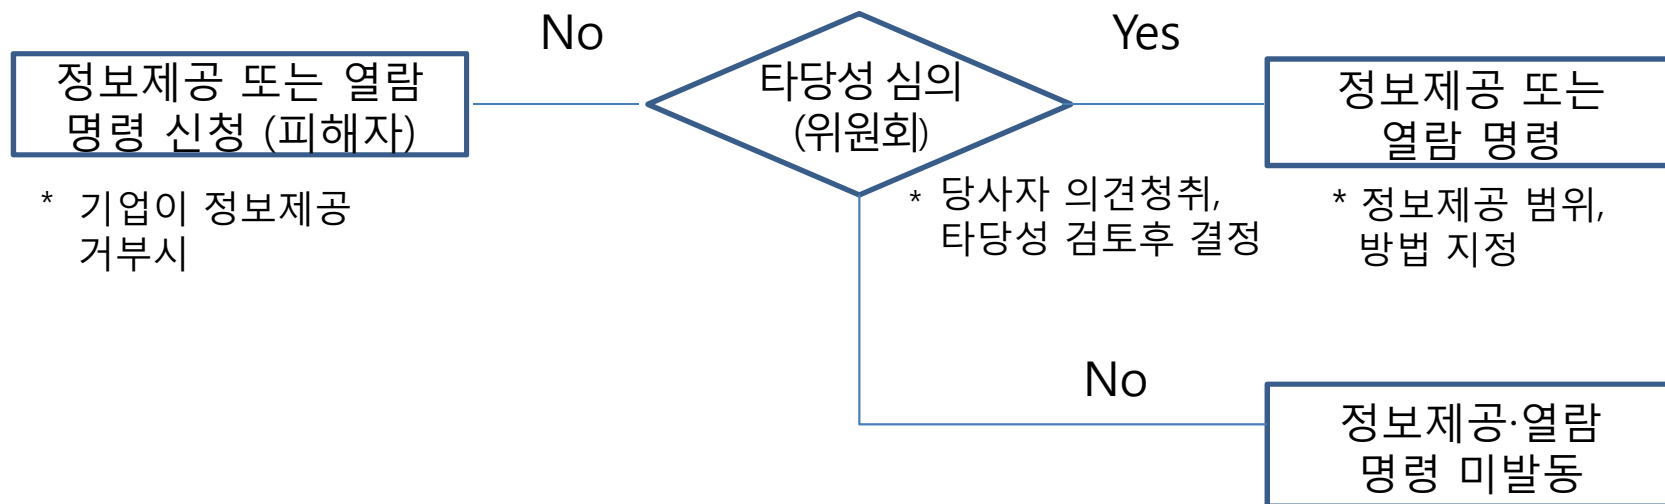 No
Yes
정보제공 또는 열람
명령 신청 (피해자)
타당성 심의
(위원회)
정보제공 또는
열람 명령
* 기업이 정보제공
거부시
* 당사자 의견청취,
타당성 검토후 결정
* 정보제공 범위,
방법 지정
No
정보제공·열람
명령 미발동